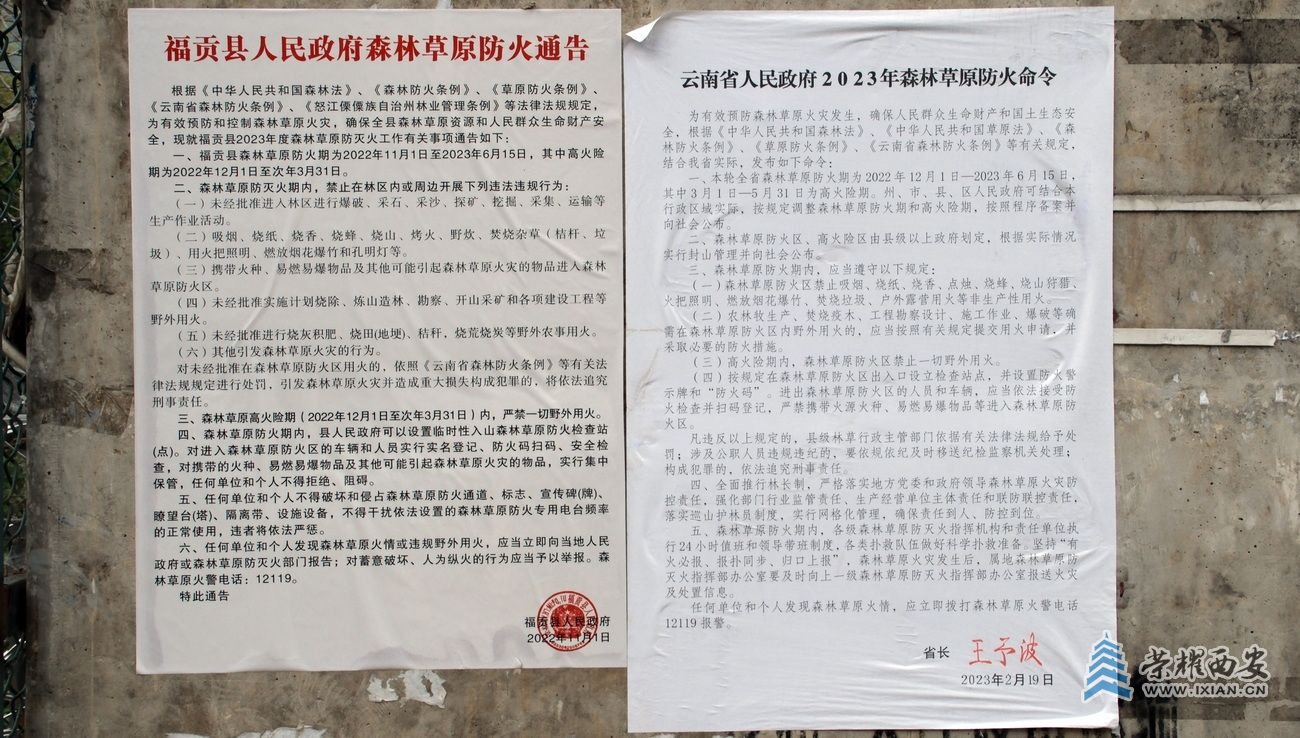 福贡县人民政府森林草原防火通告
根据《中华人民共和国森林法》、《森林防火条例》、《草原防火条例》、
《云南省森林防火条例》、《怒江傈僳族自治州林业管理条例》等法律法规规定，
为有效预防和控制森林草原火灾，确保全县森林草原资源和人民群众生命财产安
全，现就福贡县2023年度森林草原防灭火工作有关事项通告如下：
一、福贡县森林草原防火期为2022年11月1日至2023年6月15日，其中高火险
期为2022年12月1日至次年3月31日。
二、森林草原防灭火期内，禁止在林区内或周边开展下列违法违规行为：
（一）未经批准进入林区进行爆破、采石、采沙、探矿、挖掘、采集、运输等
生产作业活动。
（二）吸烟、烧纸、烧香、烧蜂、烧山、烤火、野炊、焚烧杂草（秸杆、垃
圾）、用火把照明、燃放烟花爆竹和孔明灯等。
（三）携带火种、易燃易爆物品及其他可能引起森林草原火灾的物品进入森林
草原防火区。
（四）未经批准实施计划烧除、炼山造林、勘察、开山采矿和各项建设工程等
野外用火。
（五）未经批准进行烧灰积肥、烧田(地埂)、秸秆、烧荒烧炭等野外农事用火。
（六）其他引发森林草原火灾的行为。
对未经批准在森林草原防火区用火的，依照《云南省森林防火条例》等有关法
律法规规定进行处罚，引发森林草原火灾并造成重大损失构成犯罪的，将依法追究
刑事责任。
三、森林草原高火险期（2022年12月1日至次年3月31日）内，严禁一切野外用火。
四、森林草原防火期内，县人民政府可以设置临时性入山森林草原防火检查站
(点)。对进入森林草原防火区的车辆和人员实行实名登记、防火码扫码、安全检
查，对携带的火种、易燃易爆物品及其他可能引起森林草原火灾的物品，实行集中
保管，任何单位和个人不得拒绝、阻碍。
五、任何单位和个人不得破坏和侵占森林草原防火通道、标志、宣传碑(牌)、
瞭望台(塔)、隔离带、设施设备，不得干扰依法设置的森林草原防火专用电台频率
的正常使用，违者将依法严惩。
六、任何单位和个人发现森林草原火情或违规野外用火，应当立即向当地人民
政府或森林草原防灭火部门报告；对蓄意破坏、人为纵火的行为应当予以举报。森
林草原火警电话：12119。
特此通告
福贡县人民政府
2022年11月1日
云南省人民政府2023年森林草原防火命令
为有效预防森林草原火灾发生，确保人民群众生命财产和国土生态安
全，根据《中华人民共和国森林法》、《中华人民共和国草原法》、《森
林防火条例》、《草原防火条例》、《云南省森林防火条例》等有关规定，
结合我省实际，发布如下命令：
一、本轮全省森林草原防火期为2022年12月1日—2023年6月15日，
其中3月1日—5月31日为高火险期。州、市、县、区人民政府可结合本
行政区域实际，按规定调整森林草原防火期和高火险期，按照程序备案并
向社会公布。
二、森林草原防火区、高火险区由县级以上政府划定，根据实际情况
实行封山管理并向社会公布。
三、森林草原防火期内，应当遵守以下规定：
（一）森林草原防火区禁止吸烟、烧纸、烧香、点烛、烧蜂、烧山狩猎、
火把照明、燃放烟花爆竹、焚烧垃圾、户外露营用火等非生产性用火。
（二）农林牧生产、焚烧疫木、工程勘察设计、施工作业、爆破等确
需在森林草原防火区内野外用火的，应当按照有关规定提交用火申请，并
采取必要的防火措施。
（三）高火险期内，森林草原防火区禁止一切野外用火。
（四）按规定在森林草原防火区出入口设立检查站点，并设置防火警
示牌和“防火码”。进出森林草原防火区的人员和车辆，应当依法接受防
火检查并扫码登记，严禁携带火源火种、易燃易爆物品等进入森林草原防
火区。
凡违反以上规定的，县级林草行政主管部门依据有关法律法规给予处
罚；涉及公职人员违规违纪的，要依规依纪及时移送纪检监察机关处理；
构成犯罪的，依法追究刑事责任。
四、全面推行林长制，严格落实地方党委和政府领导森林草原火灾防
控责任，强化部门行业监管责任、生产经营单位主体责任和联防联控责任，
落实巡山护林员制度，实行网格化管理，确保责任到人、防控到位。
五、森林草原防火期内，各级森林草原防灭火指挥机构和责任单位执
行24小时值班和领导带班制度，各类扑救队伍做好科学扑救准备。坚持“有
火必报、报扑同步、归口上报”，森林草原火灾发生后，属地森林草原防
灭火指挥部办公室要及时向上一级森林草原防灭火指挥部办公室报送火灾
及处置信息。
任何单位和个人发现森林草原火情，应立即拨打森林草原火警电话
12119报警。
省长 王予波
2023年2月19日
荣耀西安
WWW.IXIAN.CN